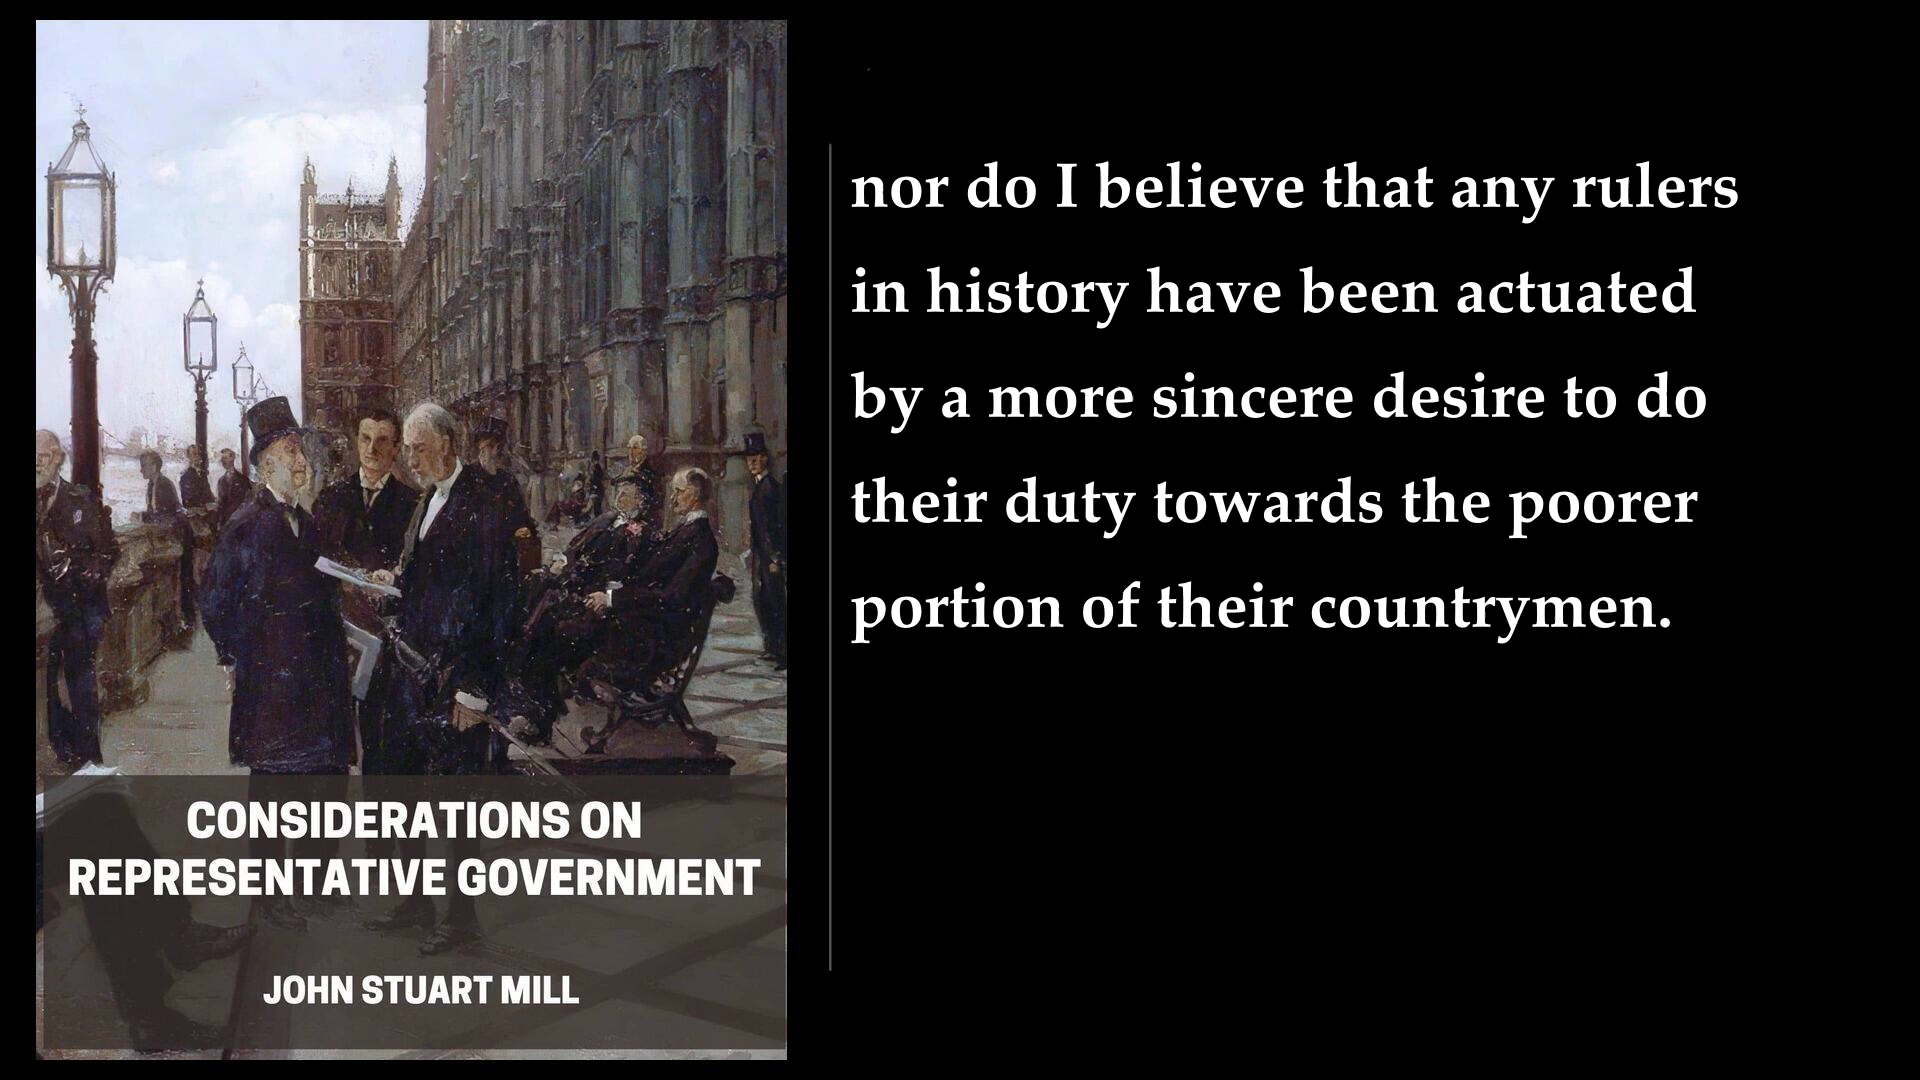 CONSIDERATIONS ON
REPRESENTATIVE GOVERNMENT
JOHN STUART MILL
nor do I believe that any rulers
in history have been actuated
by a more sincere desire to do
their duty towards the poorer
portion of their countrymen.